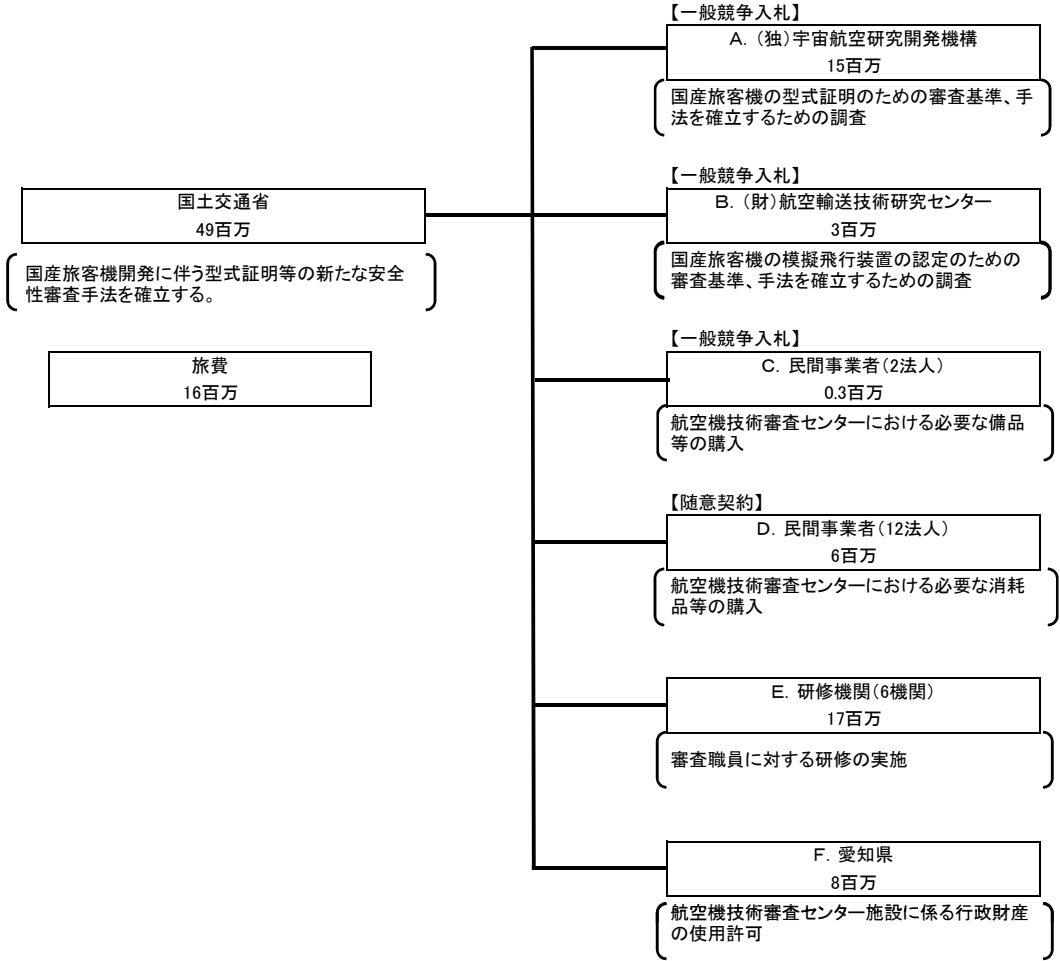 国土交通省
49百万
国産旅客機開発に伴う型式証明等の新たな安全
性審査手法を確立する。
旅費
16百万
【一般競争入札】
A．（独）宇宙航空研究開発機構
15百万
国産旅客機の型式証明のための審査基準、手
法を確立するための調査
【一般競争入札】
B．（財）航空輸送技術研究センター
3百万
国産旅客機の模擬飛行装置の認定のための
審査基準、手法を確立するための調査
【一般競争入札】
C．民間事業者（2法人）
0.3百万
航空機技術審査センターにおける必要な備品
等の購入
【随意契約】
D．民間事業者（12法人）
6百万
航空機技術審査センターにおける必要な消耗
品等の購入
E．研修機関（6機関）
17百万
審査職員に対する研修の実施
F．愛知県
8百万
航空機技術審査センター施設に係る行政財産
の使用許可